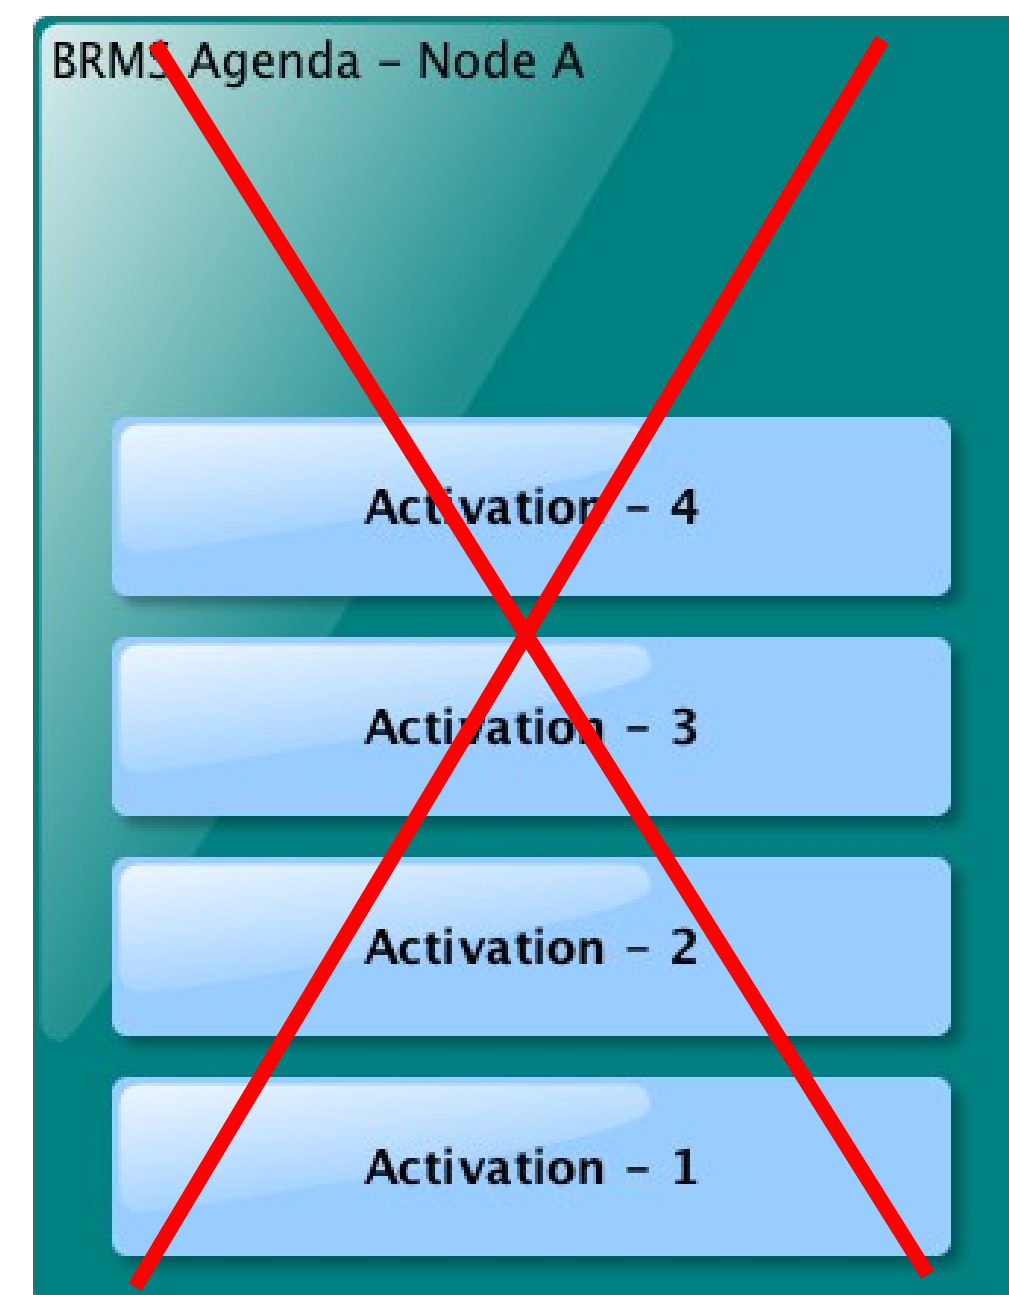 BRMS Agenda – Node A
Activation – 4
Activation – 3
Activation – 2
Activation – 1